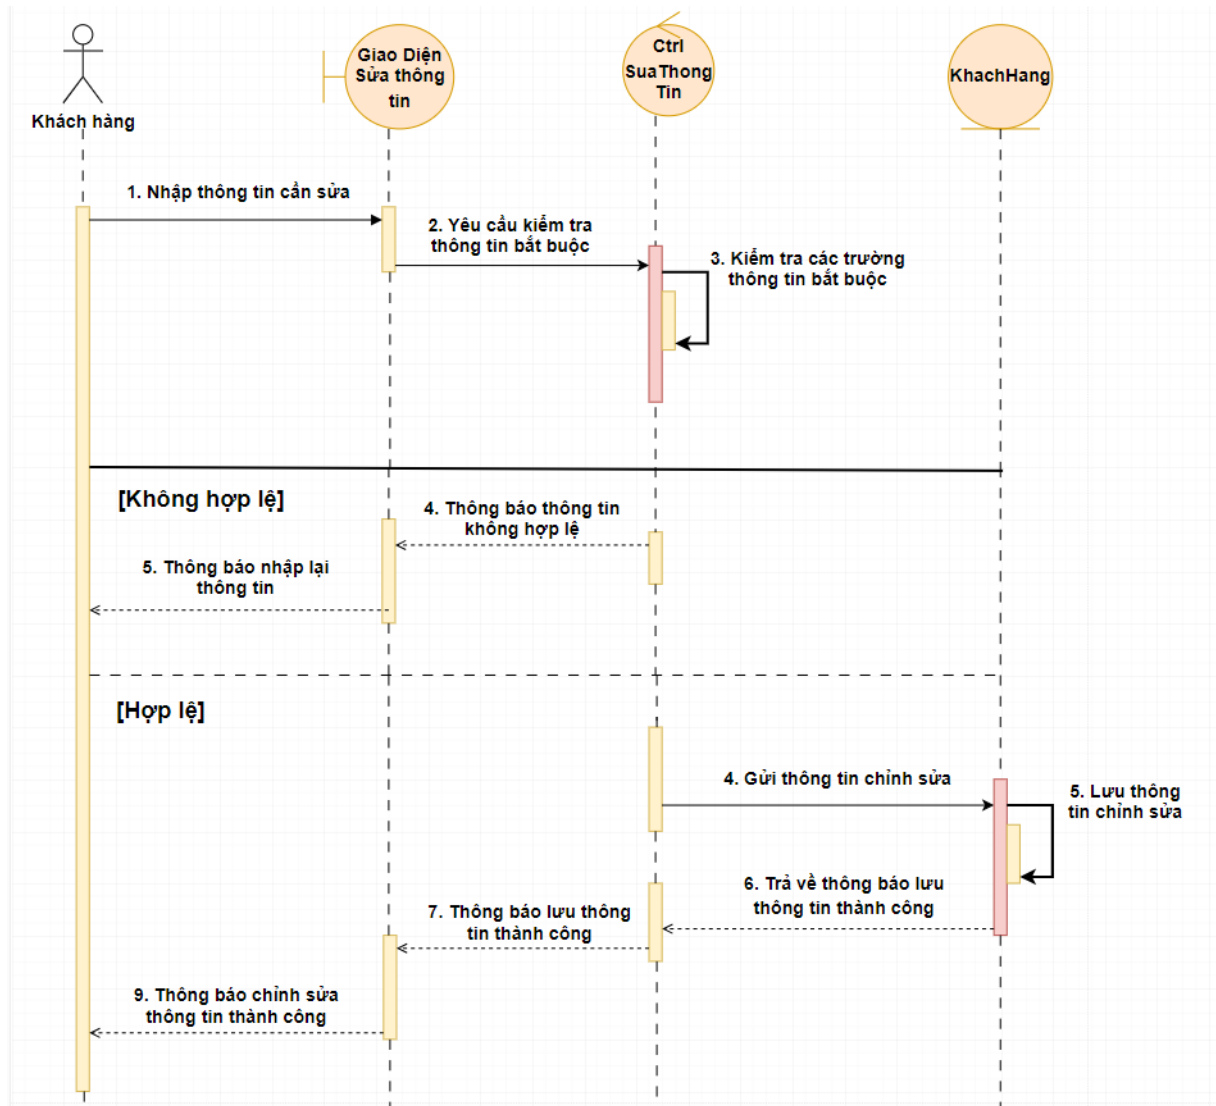 Khách hàng
Giao Diện
Sửa thông
tin
Ctrl
SuaThong
Tin
KhachHang
1. Nhập thông tin cần sửa
2. Yêu cầu kiểm tra
thông tin bắt buộc
3. Kiểm tra các trường
thông tin bắt buộc
[Không hợp lệ]
4. Thông báo thông tin
không hợp lệ
5. Thông báo nhập lại
thông tin
[Hợp lệ]
4. Gửi thông tin chỉnh sửa
5. Lưu thông
tin chỉnh sửa
6. Trả về thông báo lưu
thông tin thành công
7. Thông báo lưu thông
tin thành công
9. Thông báo chỉnh sửa
thông tin thành công